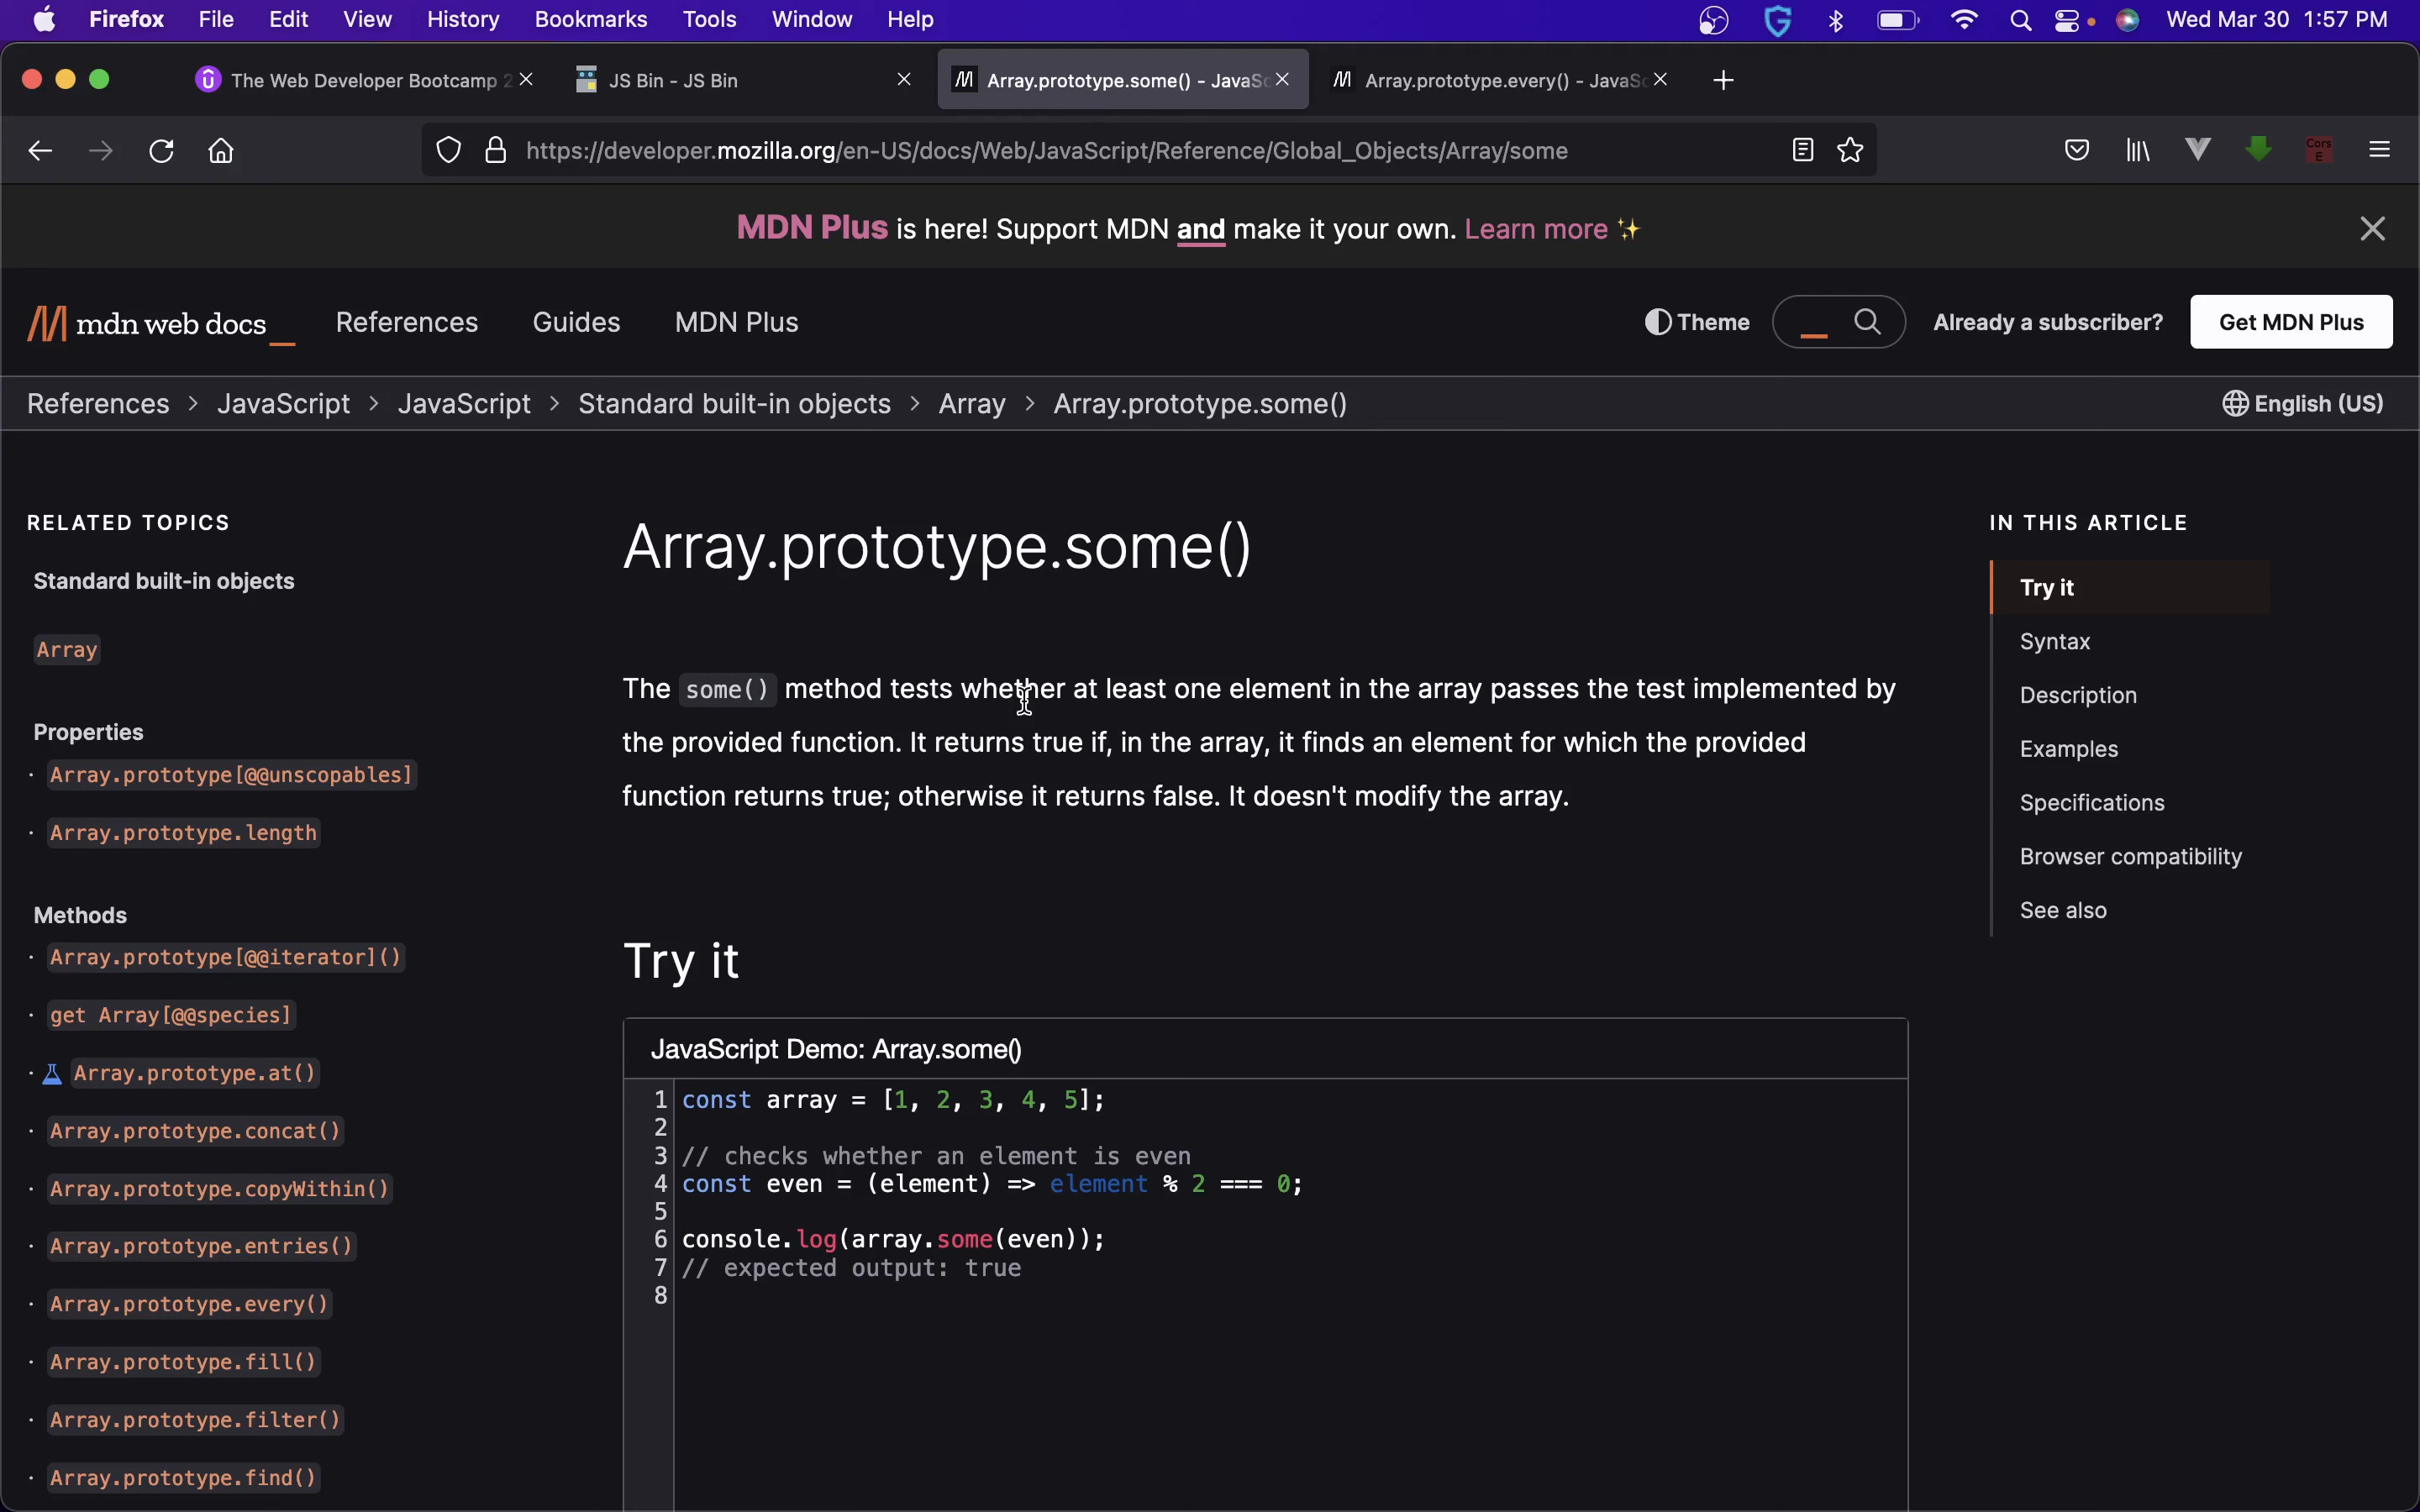 Firefox File Edit View History Bookmarks Tools Window Help Wed Mar 30 1:57 PM
The Web Developer Bootcamp 2 JS Bin - JS Bin Array.prototype.some() - JavaSc Array.prototype.every() - JavaSc
https://developer.mozilla.org/en-US/docs/Web/JavaScript/Reference/Global_Objects/Array/some Cors E
MDN Plus is here! Support MDN and make it your own. Learn more ✨
mdn web docs_ References Guides MDN Plus Theme Already a subscriber? Get MDN Plus
References > JavaScript > JavaScript > Standard built-in objects > Array > Array.prototype.some() English (US)
RELATED TOPICS
Standard built-in objects
Array
Properties
· Array.prototype[@@unscopables]
· Array.prototype.length
Methods
· Array.prototype[@@iterator]()
· get Array[@@species]
· Array.prototype.at()
· Array.prototype.concat()
· Array.prototype.copyWithin()
· Array.prototype.entries()
· Array.prototype.every()
· Array.prototype.fill()
· Array.prototype.filter()
· Array.prototype.find()
Array.prototype.some()
The some() method tests whether at least one element in the array passes the test implemented by
the provided function. It returns true if, in the array, it finds an element for which the provided
function returns true; otherwise it returns false. It doesn't modify the array.
Try it
JavaScript Demo: Array.some()
1 const array = [1, 2, 3, 4, 5];
2
3 // checks whether an element is even
4 const even = (element) => element % 2 === 0;
5
6 console.log(array.some(even));
7 // expected output: true
8
IN THIS ARTICLE
Try it
Syntax
Description
Examples
Specifications
Browser compatibility
See also